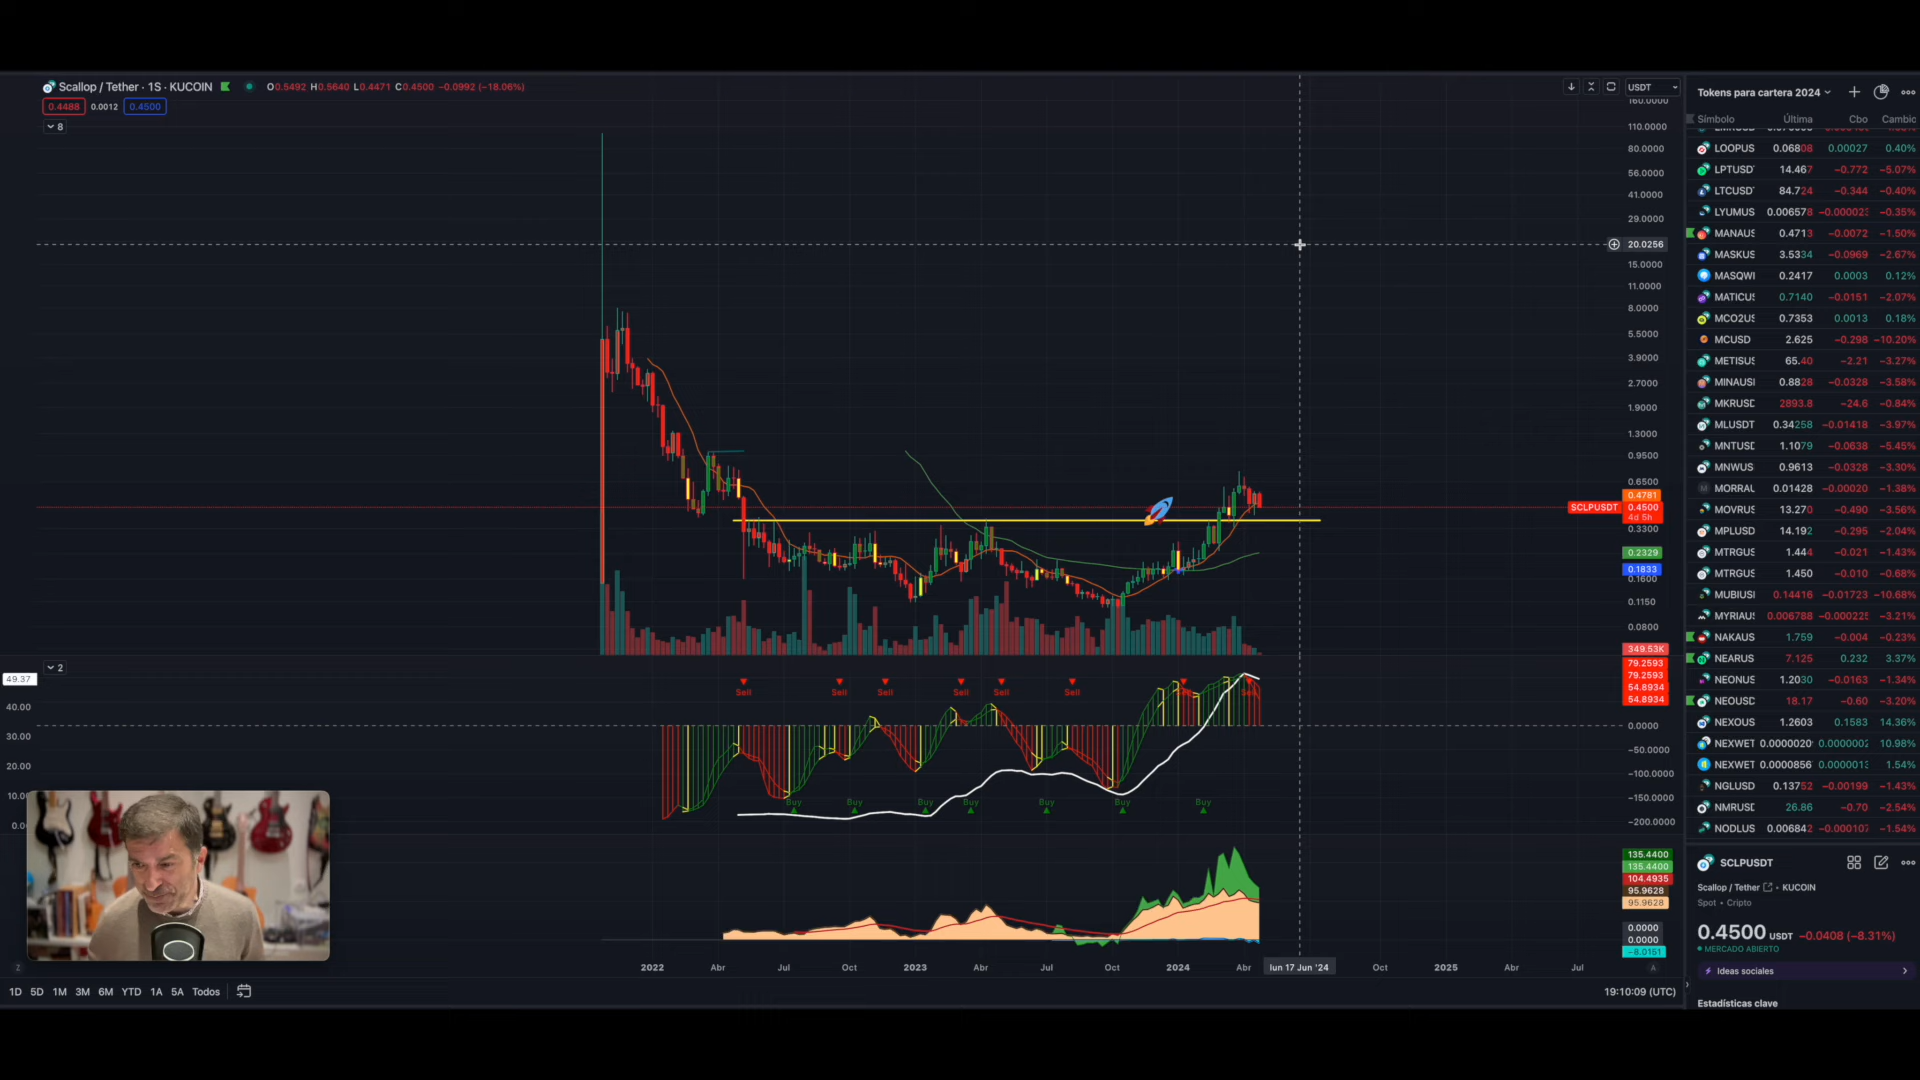 Scallop / Tether · 1S · KUCOIN O0.5492 H0.5640 L0.4471 C0.4500 −0.0992 (−18.06%)
0.4488 0.0012 0.4500
8
USDT
160.0000
110.0000
80.0000
56.0000
41.0000
29.0000
20.0256
15.0000
11.0000
8.0000
5.5000
3.9000
2.7000
1.9000
1.3000
0.9500
0.6500
0.4781
SCLPUSDT 0.4500
4d 5h
0.3300
0.2329
0.1833
0.1600
0.1150
0.0800
349.53K
2
49.37
40.00
30.00
20.00
10.0
0.0
79.2593
79.2593
54.8934
54.8934
0.0000
−50.0000
−100.0000
−150.0000
−200.0000
Sell Sell Sell Sell Sell Sell Sell
Buy Buy Buy Buy Buy Buy Buy
135.4400
135.4400
104.4935
95.9628
95.9628
0.0000
0.0000
−8.0151
Z 2022 Abr Jul Oct 2023 Abr Jul Oct 2024 Abr lun 17 Jun '24 Oct 2025 Abr Jul A
1D 5D 1M 3M 6M YTD 1A 5A Todos
19:10:09 (UTC)
Tokens para cartera 2024
Símbolo Última Cbo Cambio
LOOPUS 0.06808 0.00027 0.40%
LPTUSDT 14.467 −0.772 −5.07%
LTCUSDT 84.724 −0.344 −0.40%
LYUMUS 0.006578 −0.000023 −0.35%
MANAUS 0.4713 −0.0072 −1.50%
MASKUS 3.5334 −0.0969 −2.67%
MASQWI 0.2417 0.0003 0.12%
MATICUS 0.7140 −0.0151 −2.07%
MCO2US 0.7353 0.0013 0.18%
MCUSD 2.625 −0.298 −10.20%
METISUS 65.40 −2.21 −3.27%
MINAUSI 0.8828 −0.0328 −3.58%
MKRUSD 2893.8 −24.6 −0.84%
MLUSDT 0.34258 −0.01418 −3.97%
MNTUSD 1.1079 −0.0638 −5.45%
MNWUS 0.9613 −0.0328 −3.30%
MORRAL 0.01428 −0.00020 −1.38%
MOVRUS 13.270 −0.490 −3.56%
MPLUSD 14.192 −0.295 −2.04%
MTRGUS 1.444 −0.021 −1.43%
MTRGUS 1.450 −0.010 −0.68%
MUBIUSI 0.14416 −0.01723 −10.68%
MYRIAUS 0.006788 −0.000225 −3.21%
NAKAUS 1.759 −0.004 −0.23%
NEARUS 7.125 0.232 3.37%
NEONUS 1.2030 −0.0163 −1.34%
NEOUSD 18.17 −0.60 −3.20%
NEXOUS 1.2603 0.1583 14.36%
NEXWET 0.0000020 0.0000002 10.98%
NEXWET 0.0000856 0.0000013 1.54%
NGLUSD 0.13752 −0.00199 −1.43%
NMRUSD 26.86 −0.70 −2.54%
NODLUS 0.006842 −0.000107 −1.54%
SCLPUSDT
Scallop / Tether · KUCOIN
Spot · Cripto
0.4500 USDT −0.0408 (−8.31%)
MERCADO ABIERTO
Ideas sociales
Estadísticas clave